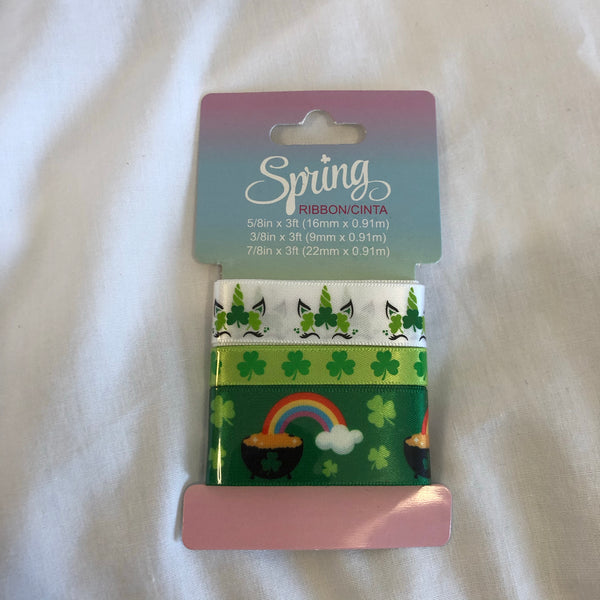 Spring
RIBBON/CINTA
5/8in x 3ft (16mm x 0.91m)
3/8in x 3ft (9mm x 0.91m)
7/8in x 3ft (22mm x 0.91m)